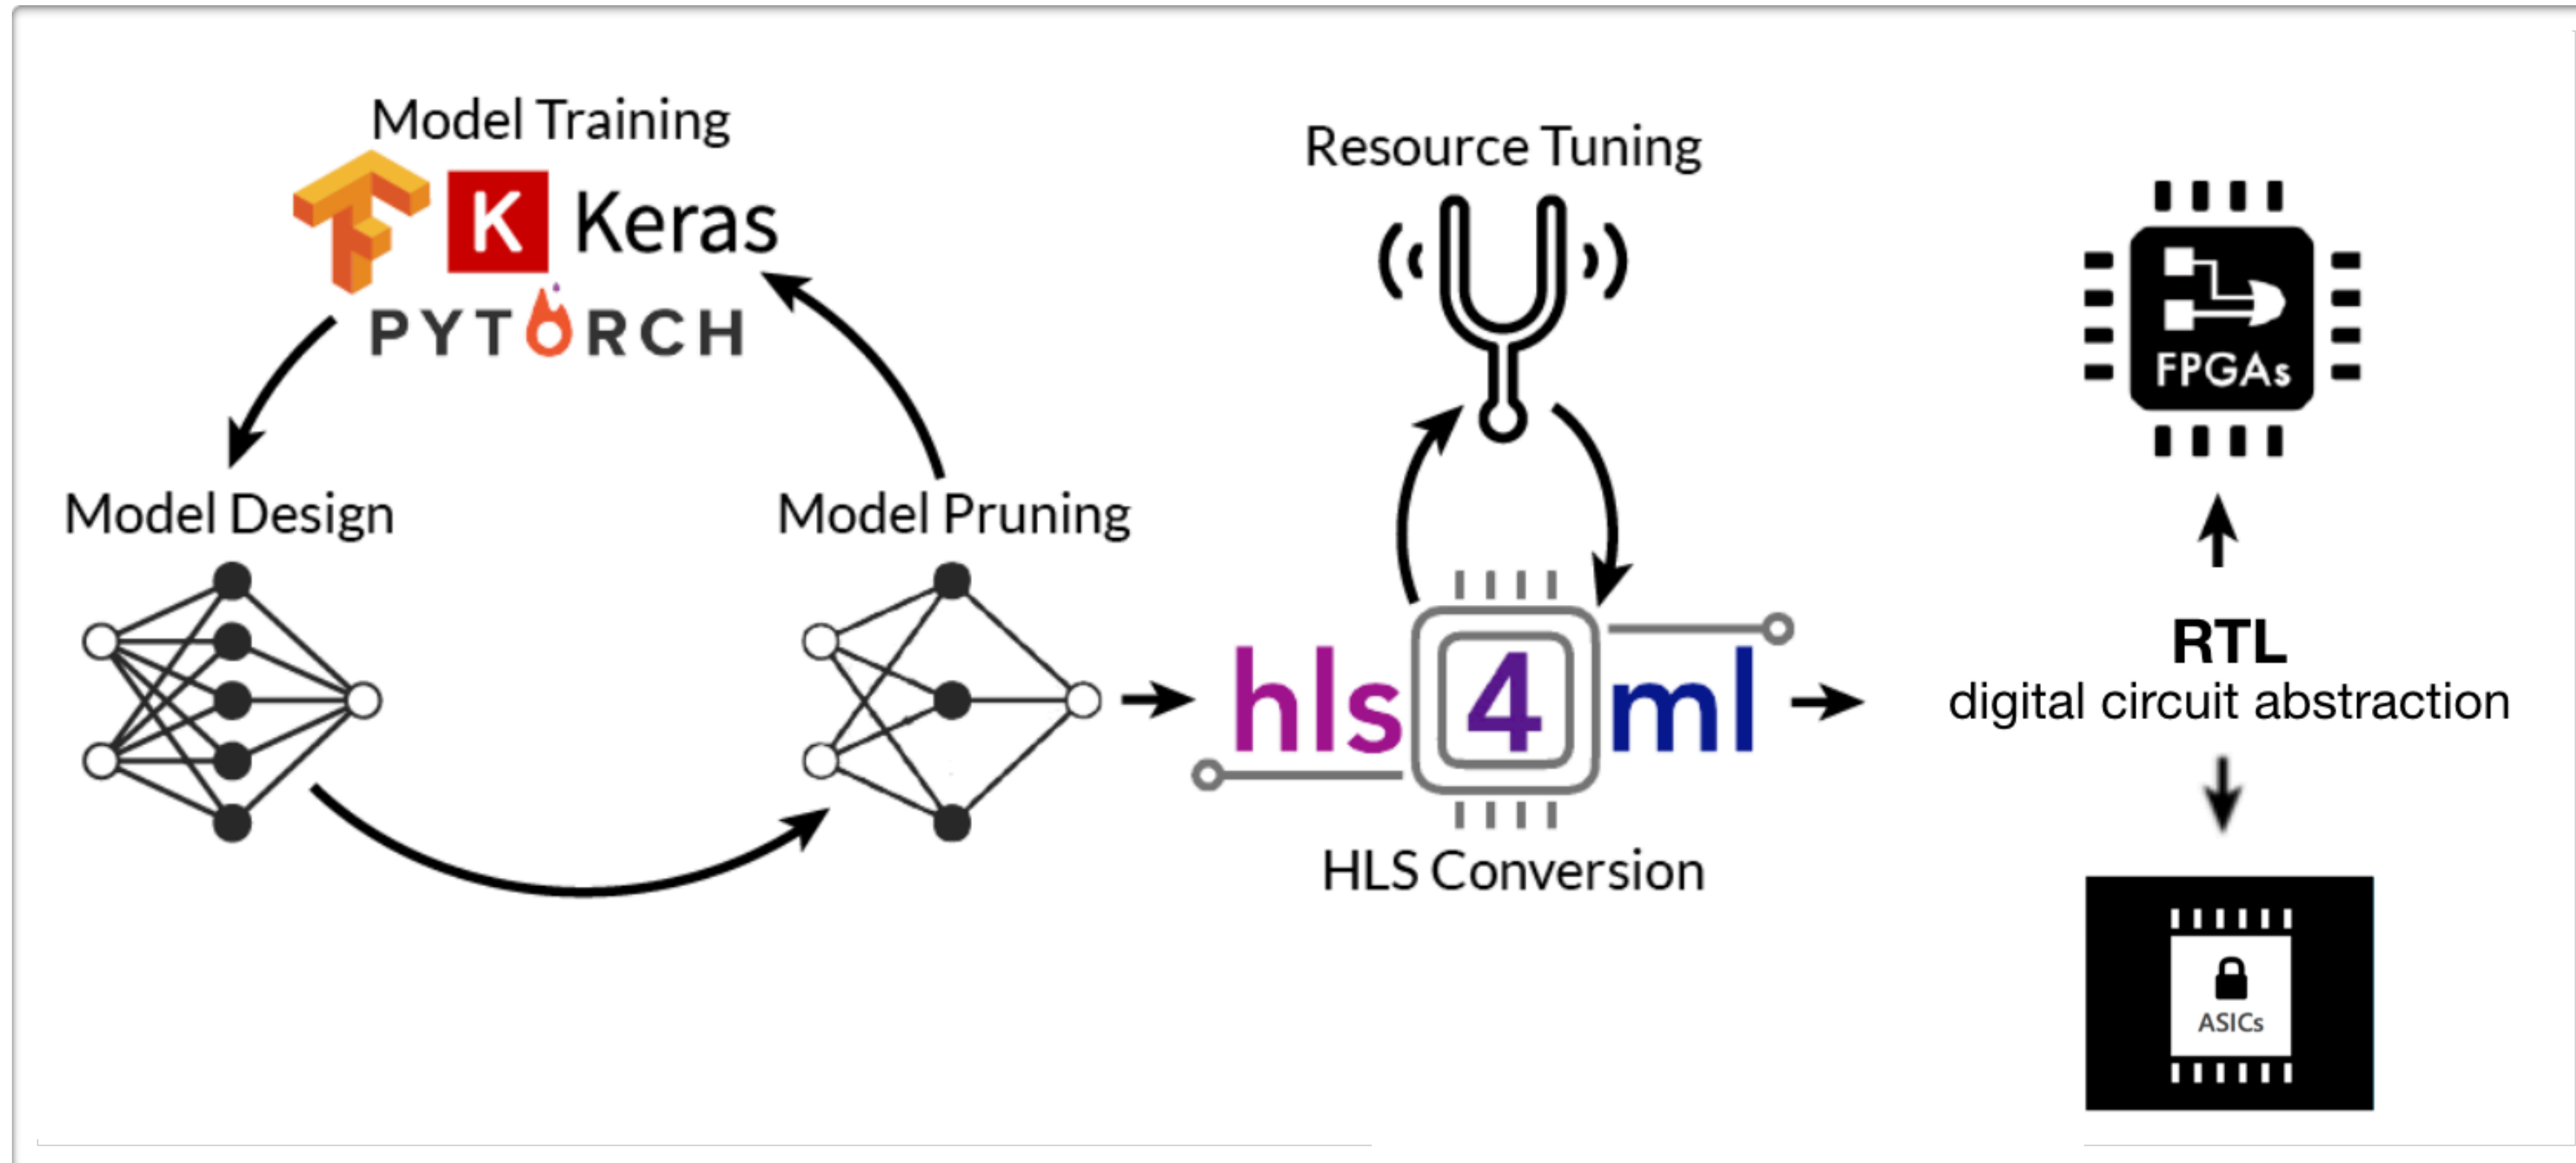 Model Training
K Keras
PYTORCH
Model Design
Model Pruning
Resource Tuning
hls 4 ml
HLS Conversion
FPGAs
RTL
digital circuit abstraction
ASICs